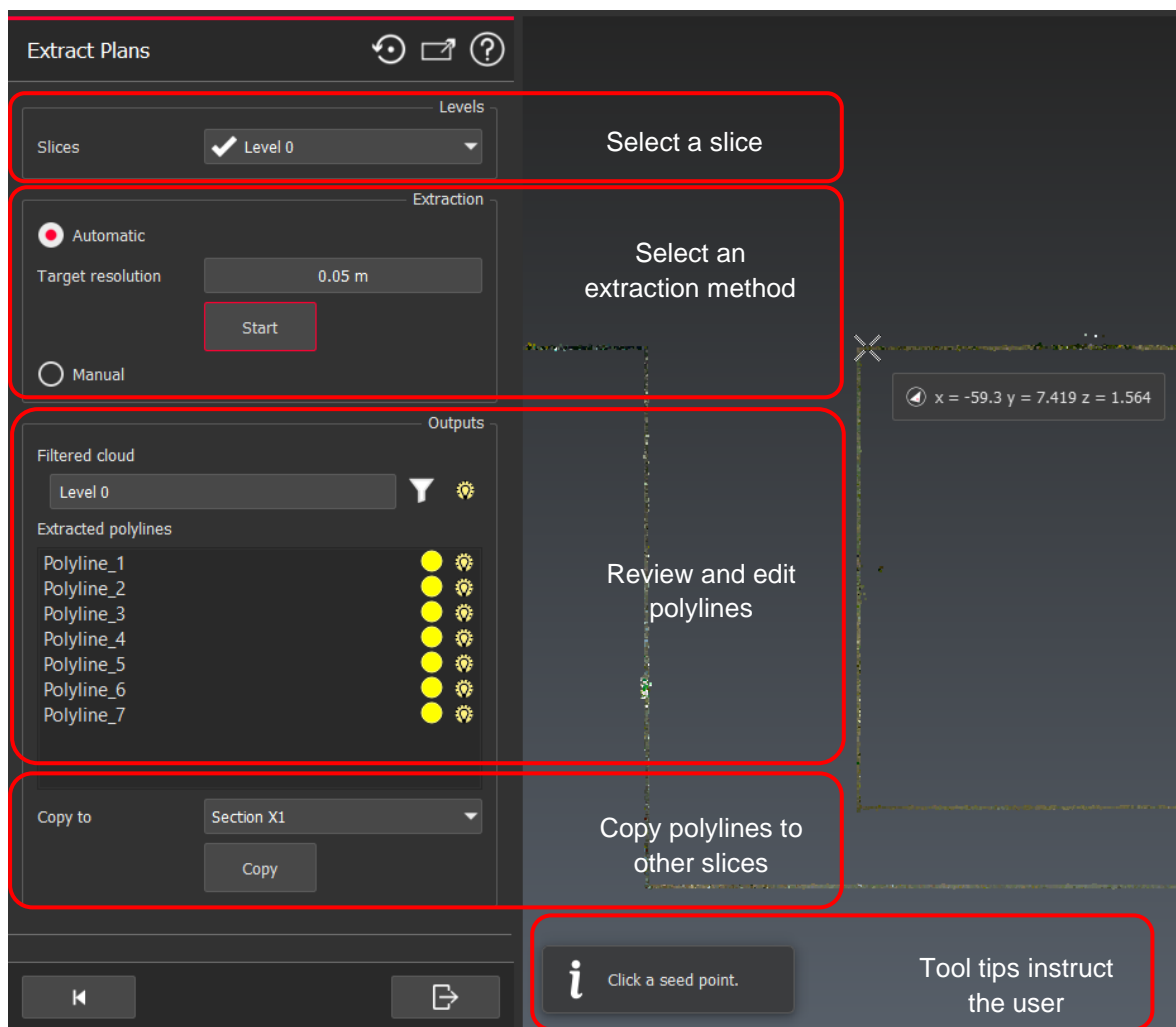 Extract Plans
Levels
Slices
Level 0
Select a slice
Extraction
Automatic
Target resolution
0.05 m
Start
Manual
Select an
extraction method
x = -59.3 y = 7.419 z = 1.564
Outputs
Filtered cloud
Level 0
Extracted polylines
Polyline_1
Polyline_2
Polyline_3
Polyline_4
Polyline_5
Polyline_6
Polyline_7
Review and edit
polylines
Copy to
Section X1
Copy
Copy polylines to
other slices
i
Click a seed point.
Tool tips instruct
the user